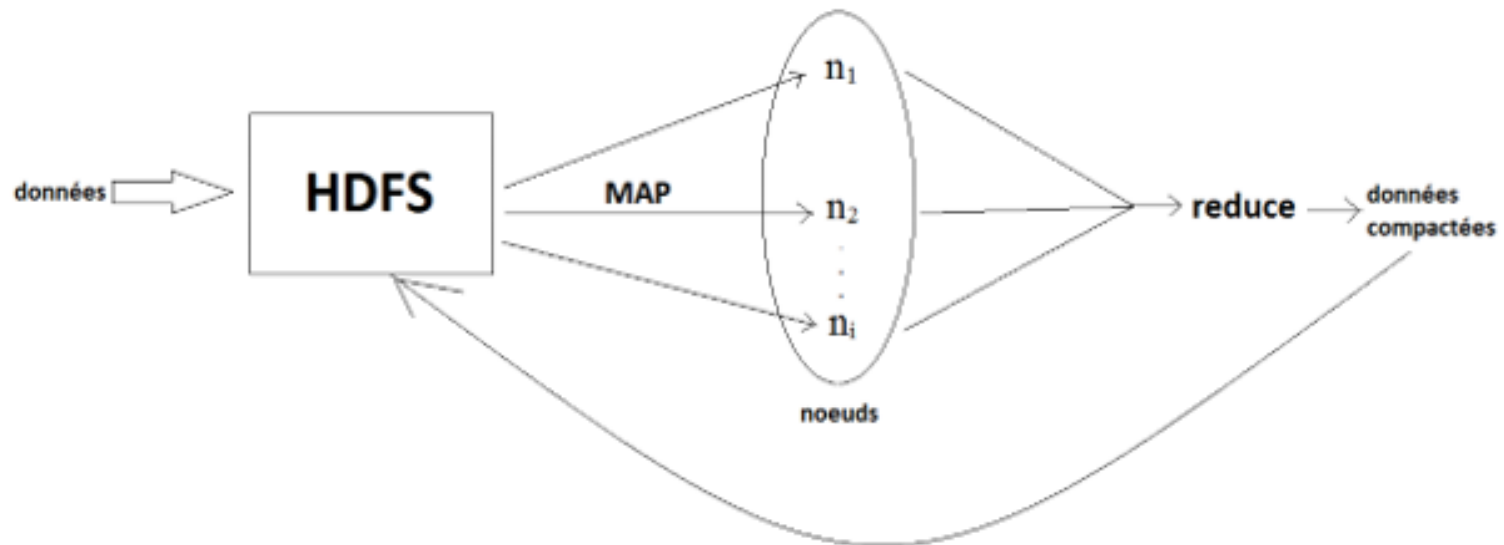 données
HDFS
MAP
n₁
n₂
nᵢ
noeuds
reduce
données
compactées